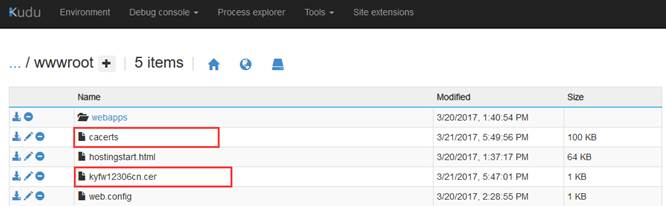 Kudu Environment Debug console Process explorer Tools Site extensions
... / wwwroot + | 5 items |
Name Modified Size
webapps 3/20/2017, 1:40:54 PM
cacerts 3/21/2017, 5:49:56 PM 100 KB
hostingstart.html 3/20/2017, 1:37:17 PM 64 KB
kyfw12306cn.cer 3/21/2017, 5:47:01 PM 1 KB
web.config 3/20/2017, 2:28:55 PM 1 KB